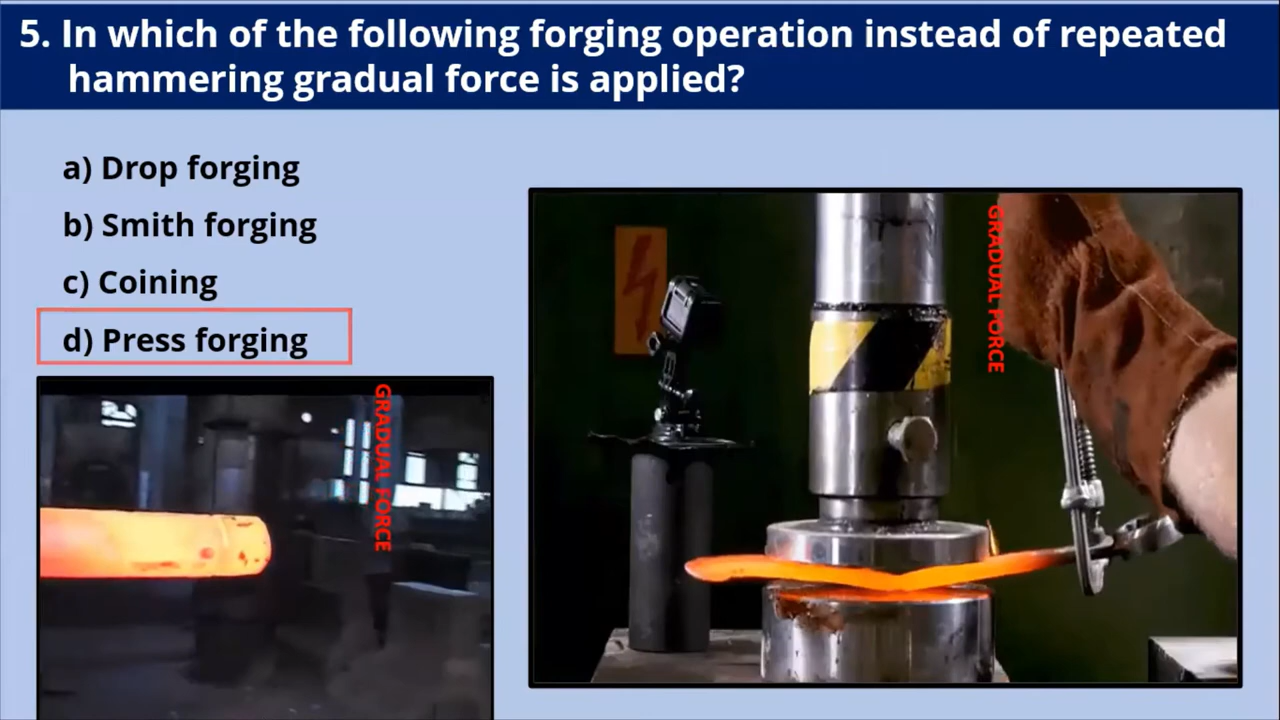 5. In which of the following forging operation instead of repeated
hammering gradual force is applied?
a) Drop forging
b) Smith forging
c) Coining
d) Press forging
GRADUAL FORCE
GRADUAL FORCE